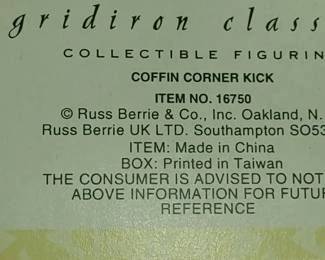 gridiron class
COLLECTIBLE FIGURIN
COFFIN CORNER KICK
ITEM NO. 16750
© Russ Berrie & Co., Inc. Oakland, N.
Russ Berrie UK LTD. Southampton SO53
ITEM: Made in China
BOX: Printed in Taiwan
THE CONSUMER IS ADVISED TO NOT
ABOVE INFORMATION FOR FUTU
REFERENCE